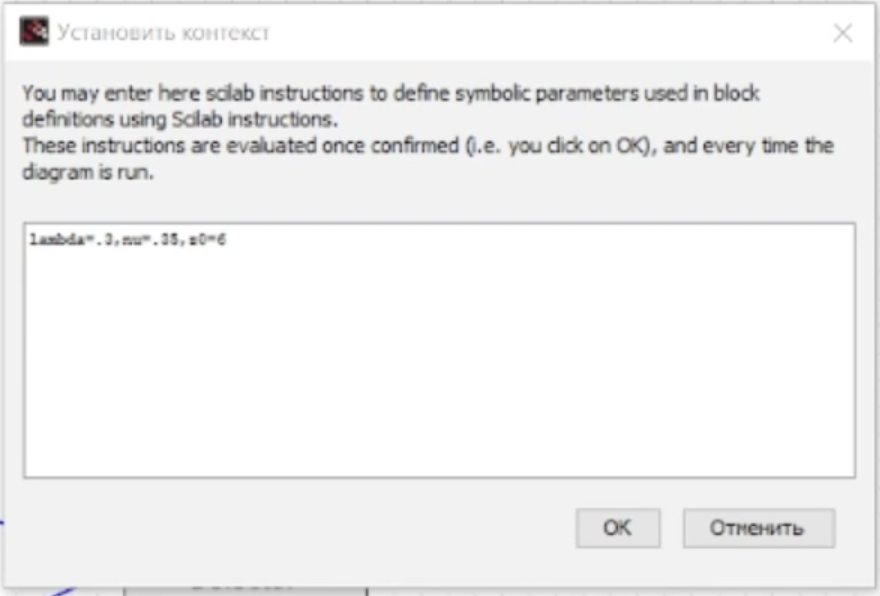 Установить контекст
You may enter here scilab instructions to define symbolic parameters used in block
definitions using Scilab instructions.
These instructions are evaluated once confirmed (i.e. you click on OK), and every time the
diagram is run.
lambda=.3,mu=.35,z0=6
OK
Отменить